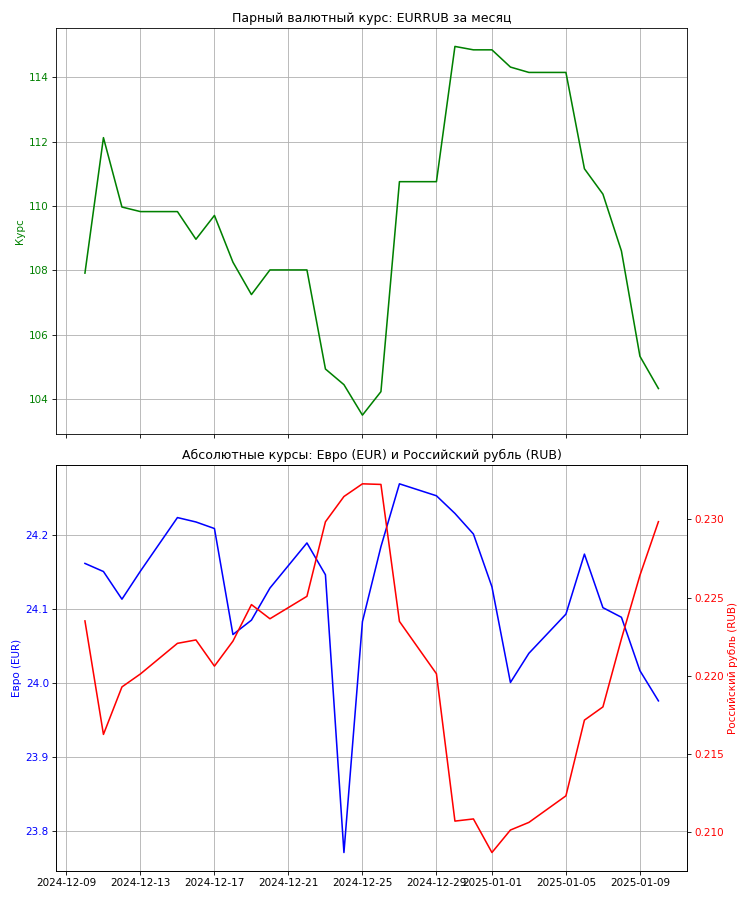 Парный валютный курс: EURRUB за месяц
114
112
110
108
106
104
Курс
Абсолютные курсы: Евро (EUR) и Российский рубль (RUB)
24.2
24.1
24.0
23.9
23.8
Евро (EUR)
0.230
0.225
0.220
0.215
0.210
Российский рубль (RUB)
2024-12-09 2024-12-13 2024-12-17 2024-12-21 2024-12-25 2024-12-29 2025-01-01 2025-01-05 2025-01-09